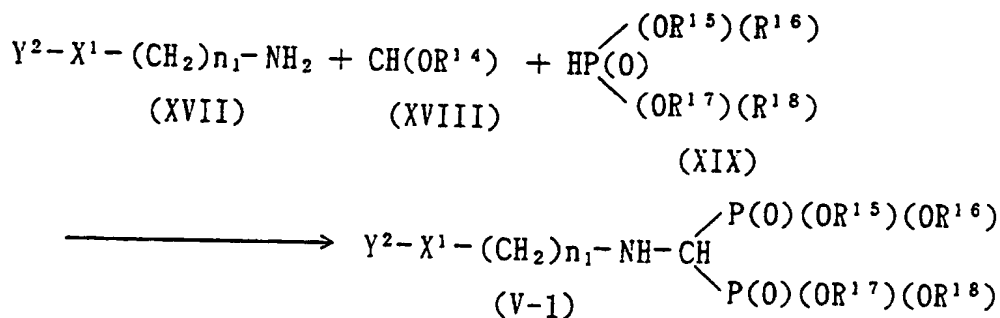 (OR¹⁵)(R¹⁶)
Y²-X¹-(CH₂)n₁-NH₂ + CH(OR¹⁴) + HP(O)
(OR¹⁷)(R¹⁸)
(XVII) (XVIII)
(XIX)
P(O)(OR¹⁵)(OR¹⁶)
Y²-X¹-(CH₂)n₁-NH-CH
P(O)(OR¹⁷)(OR¹⁸)
(V-1)